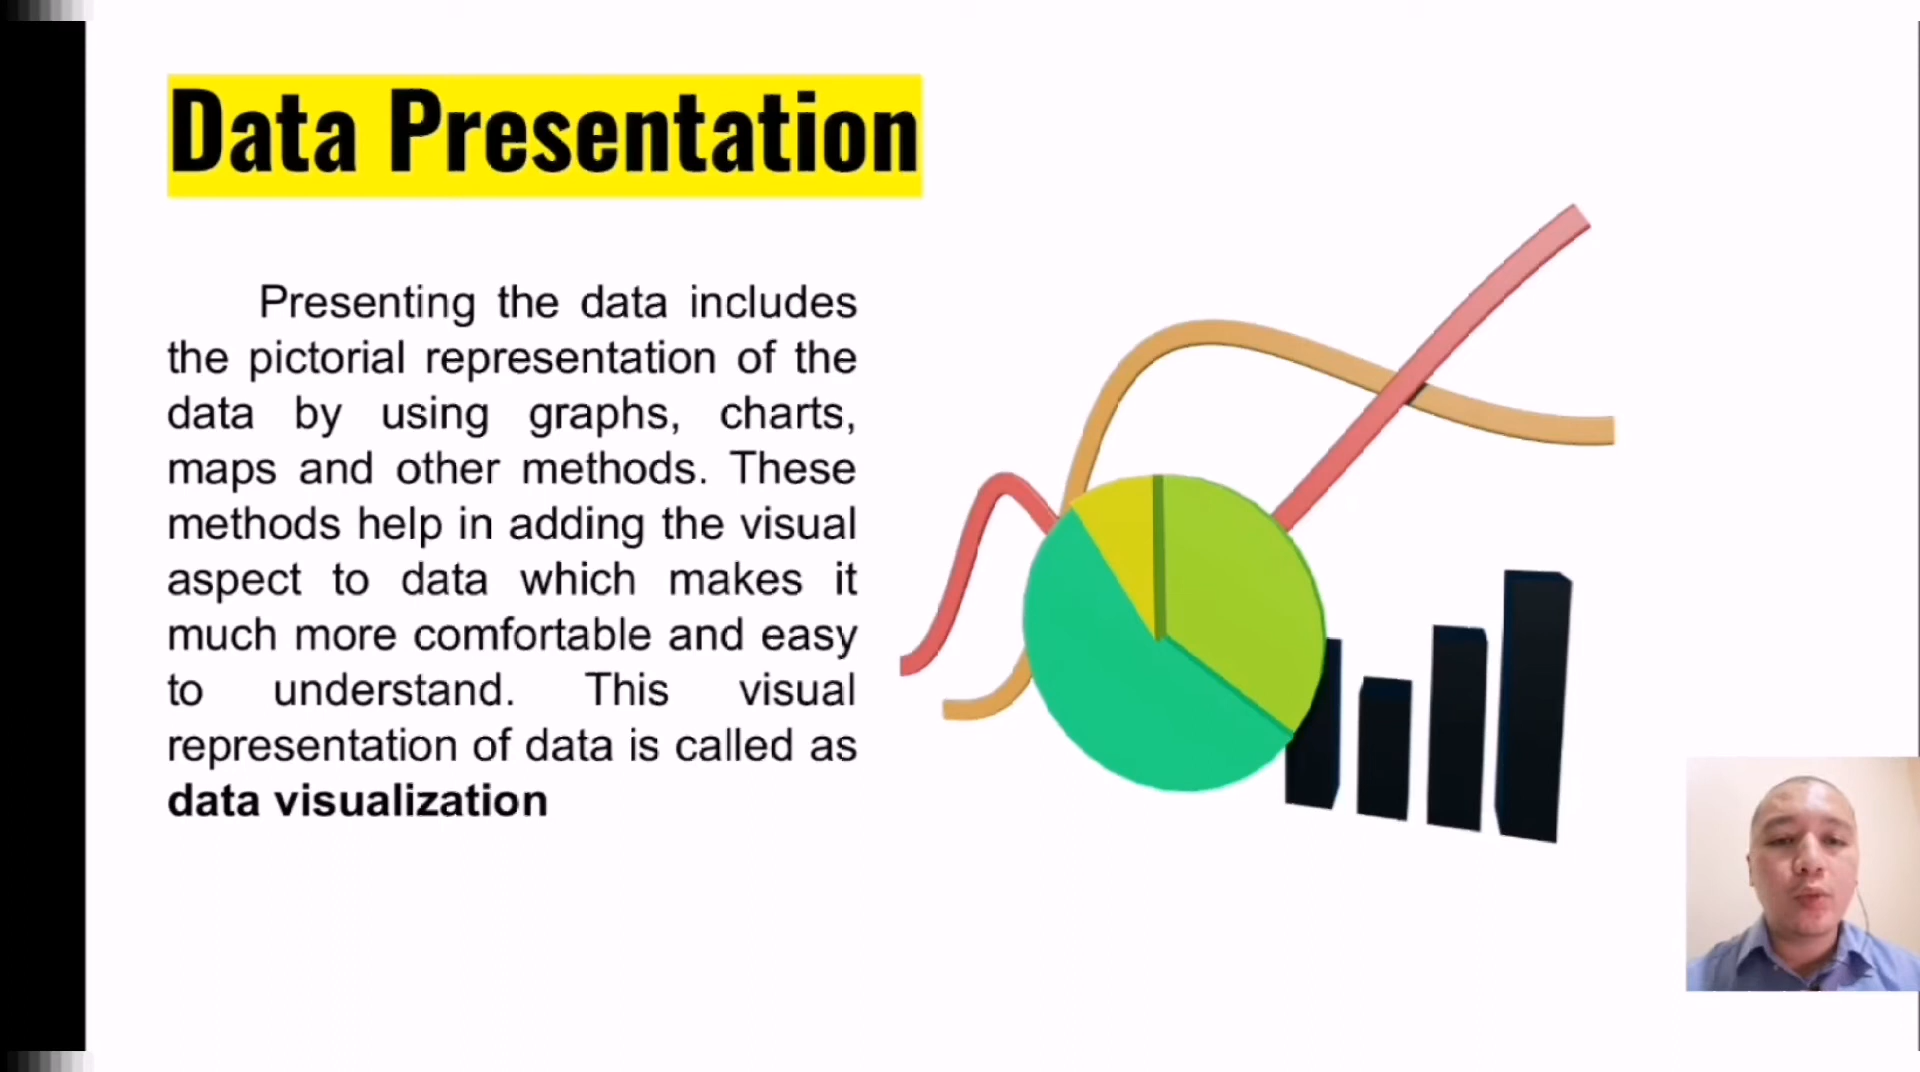 Data Presentation
Presenting the data includes
the pictorial representation of the
data by using graphs, charts,
maps and other methods. These
methods help in adding the visual
aspect to data which makes it
much more comfortable and easy
to understand. This visual
representation of data is called as
data visualization